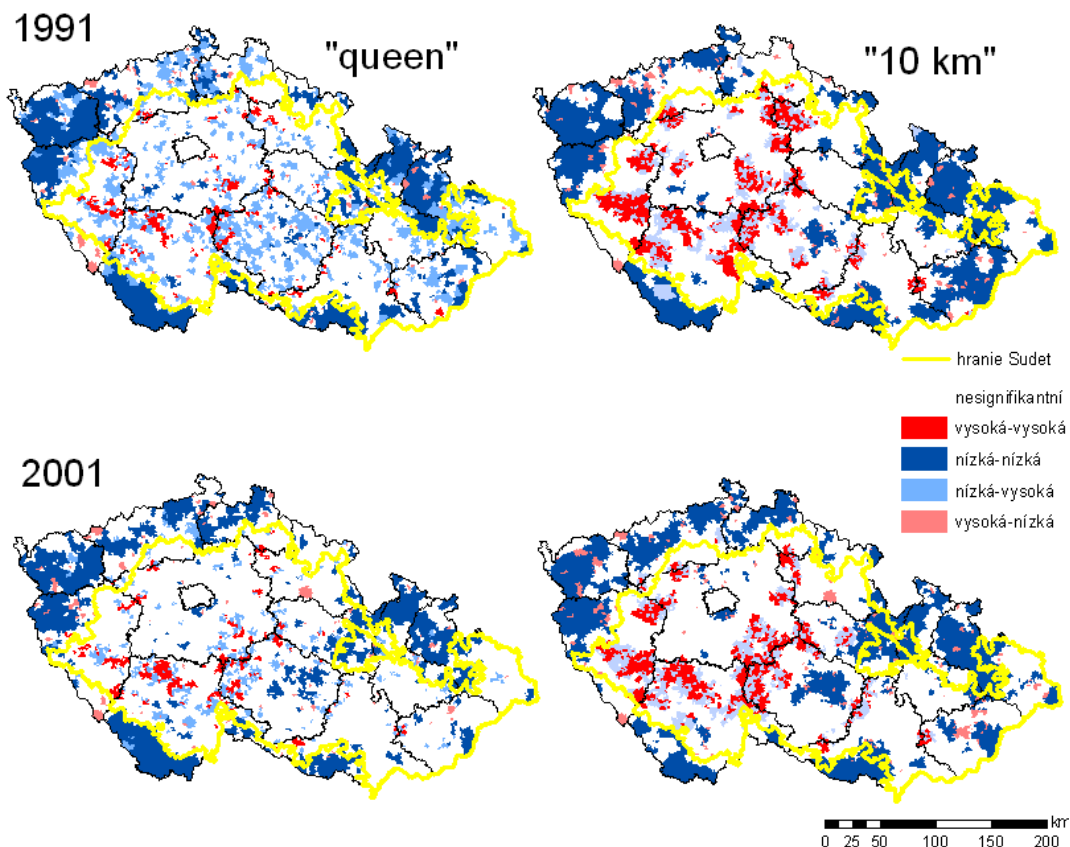 1991
"queen"
"10 km"
hranie Sudet
nesignifikantní
vysoká-vysoká
nízká-nízká
nízká-vysoká
vysoká-nízká
2001
km
0 25 50 100 150 200